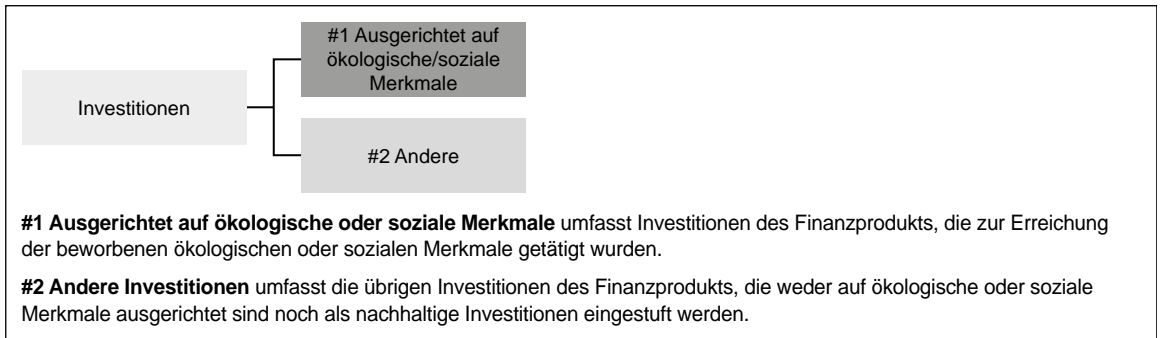 #1 Ausgerichtet auf
ökologische/soziale
Merkmale
Investitionen
#2 Andere
#1 Ausgerichtet auf ökologische oder soziale Merkmale umfasst Investitionen des Finanzprodukts, die zur Erreichung
der beworbenen ökologischen oder sozialen Merkmale getätigt wurden.
#2 Andere Investitionen umfasst die übrigen Investitionen des Finanzprodukts, die weder auf ökologische oder soziale
Merkmale ausgerichtet sind noch als nachhaltige Investitionen eingestuft werden.